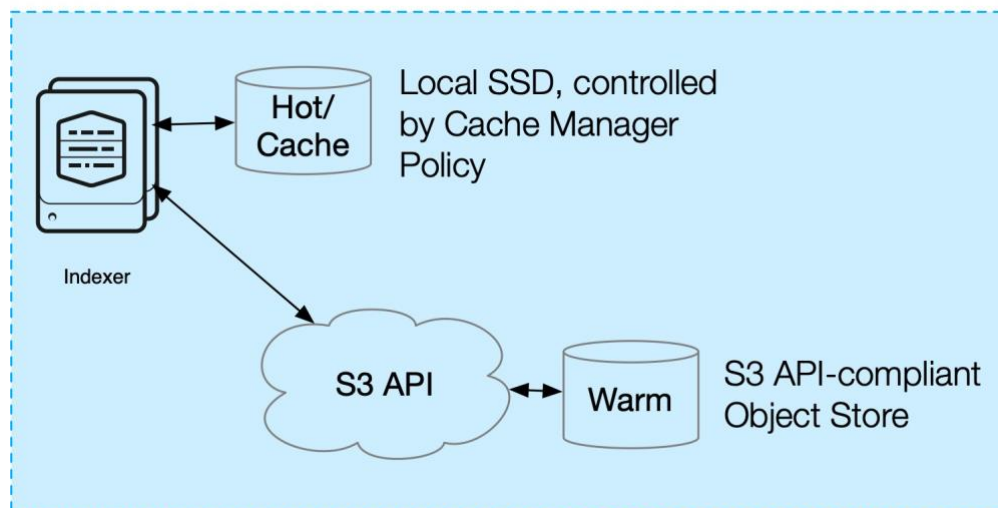 Hot/
Cache
Local SSD, controlled
by Cache Manager
Policy
Indexer
S3 API
Warm
S3 API-compliant
Object Store